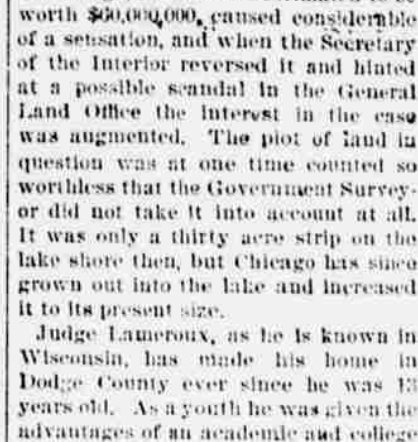 worth $60,000,000, caused considerable
of a sensation, and when the Secretary
of the Interior reversed it and hinted
at a possible scandal in the General
Land Office the interest in the case
was augmented. The plot of land in
question was at one time counted so
worthless that the Government Survey-
or did not take it into account at all.
It was only a thirty acre strip on the
lake shore then, but Chicago has since
grown out into the lake and increased
it to its present size.
Judge Lameroux, as he is known in
Wisconsin, has made his home in
Dodge County ever since he was 13
years old. As a youth he was given the
advantages of an academic and college